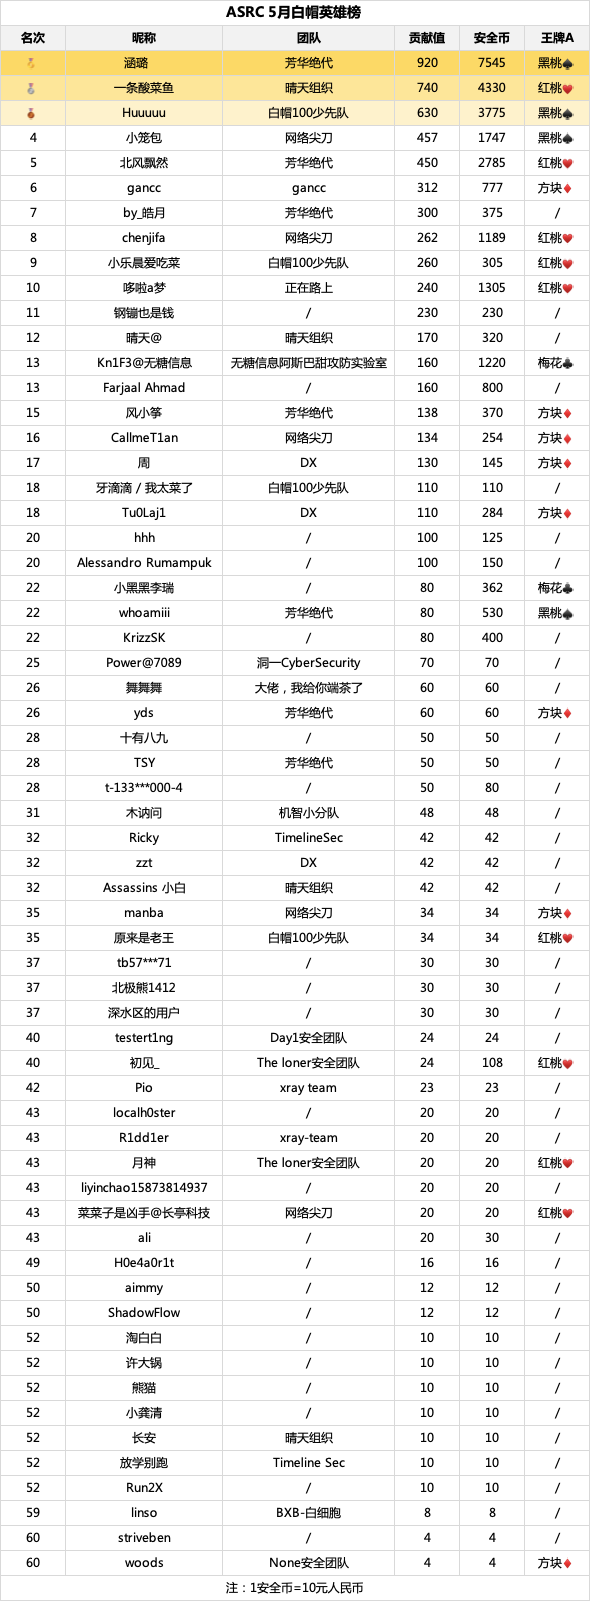 ASRC 5月白帽英雄榜
名次 昵称 团队 贡献值 安全币 王牌A
🥇 涵璐 芳华绝代 920 7545 黑桃♠
🥈 一条酸菜鱼 晴天组织 740 4330 红桃♥
🥉 Huuuuu 白帽100少先队 630 3775 黑桃♠
4 小笼包 网络尖刀 457 1747 黑桃♠
5 北风飘然 芳华绝代 450 2785 红桃♥
6 gancc gancc 312 777 方块♦
7 by_皓月 芳华绝代 300 375 /
8 chenjifa 网络尖刀 262 1189 红桃♥
9 小乐晨爱吃菜 白帽100少先队 260 305 红桃♥
10 哆啦a梦 正在路上 240 1305 红桃♥
11 钢镚也是钱 / 230 230 /
12 晴天@ 晴天组织 170 320 /
13 Kn1F3@无糖信息 无糖信息阿斯巴甜攻防实验室 160 1220 梅花♣
13 Farjaal Ahmad / 160 800 /
15 风小筝 芳华绝代 138 370 方块♦
16 CallmeT1an 网络尖刀 134 254 方块♦
17 周 DX 130 145 方块♦
18 牙滴滴 / 我太菜了 白帽100少先队 110 110 /
18 Tu0Laj1 DX 110 284 方块♦
20 hhh / 100 125 /
20 Alessandro Rumampuk / 100 150 /
22 小黑黑李瑞 / 80 362 梅花♣
22 whoamiii 芳华绝代 80 530 黑桃♠
22 KrizzSK / 80 400 /
25 Power@7089 洞一CyberSecurity 70 70 /
26 舞舞舞 大佬，我给你端茶了 60 60 /
26 yds 芳华绝代 60 60 方块♦
28 十有八九 / 50 50 /
28 TSY 芳华绝代 50 50 /
28 t-133***000-4 / 50 80 /
31 木讷问 机智小分队 48 48 /
32 Ricky TimelineSec 42 42 /
32 zzt DX 42 42 /
32 Assassins 小白 晴天组织 42 42 /
35 manba 网络尖刀 34 34 方块♦
35 原来是老王 白帽100少先队 34 34 红桃♥
37 tb57***71 / 30 30 /
37 北极熊1412 / 30 30 /
37 深水区的用户 / 30 30 /
40 testert1ng Day1安全团队 24 24 /
40 初见_ The loner安全团队 24 108 红桃♥
42 Pio xray team 23 23 /
43 localh0ster / 20 20 /
43 R1dd1er xray-team 20 20 /
43 月神 The loner安全团队 20 20 红桃♥
43 liyinchao15873814937 / 20 20 /
43 菜菜子是凶手@长亭科技 网络尖刀 20 20 红桃♥
43 ali / 20 30 /
49 H0e4a0r1t / 16 16 /
50 aimmy / 12 12 /
50 ShadowFlow / 12 12 /
52 淘白白 / 10 10 /
52 许大锅 / 10 10 /
52 熊猫 / 10 10 /
52 小龚清 / 10 10 /
52 长安 晴天组织 10 10 /
52 放学别跑 Timeline Sec 10 10 /
52 Run2X / 10 10 /
59 linso BXB-白细胞 8 8 /
60 striveben / 4 4 /
60 woods None安全团队 4 4 方块♦
注：1安全币=10元人民币